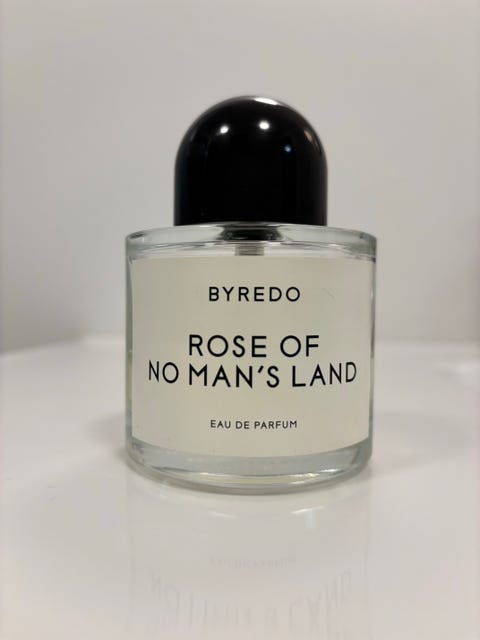 BYREDO
ROSE OF
NO MAN'S LAND
EAU DE PARFUM